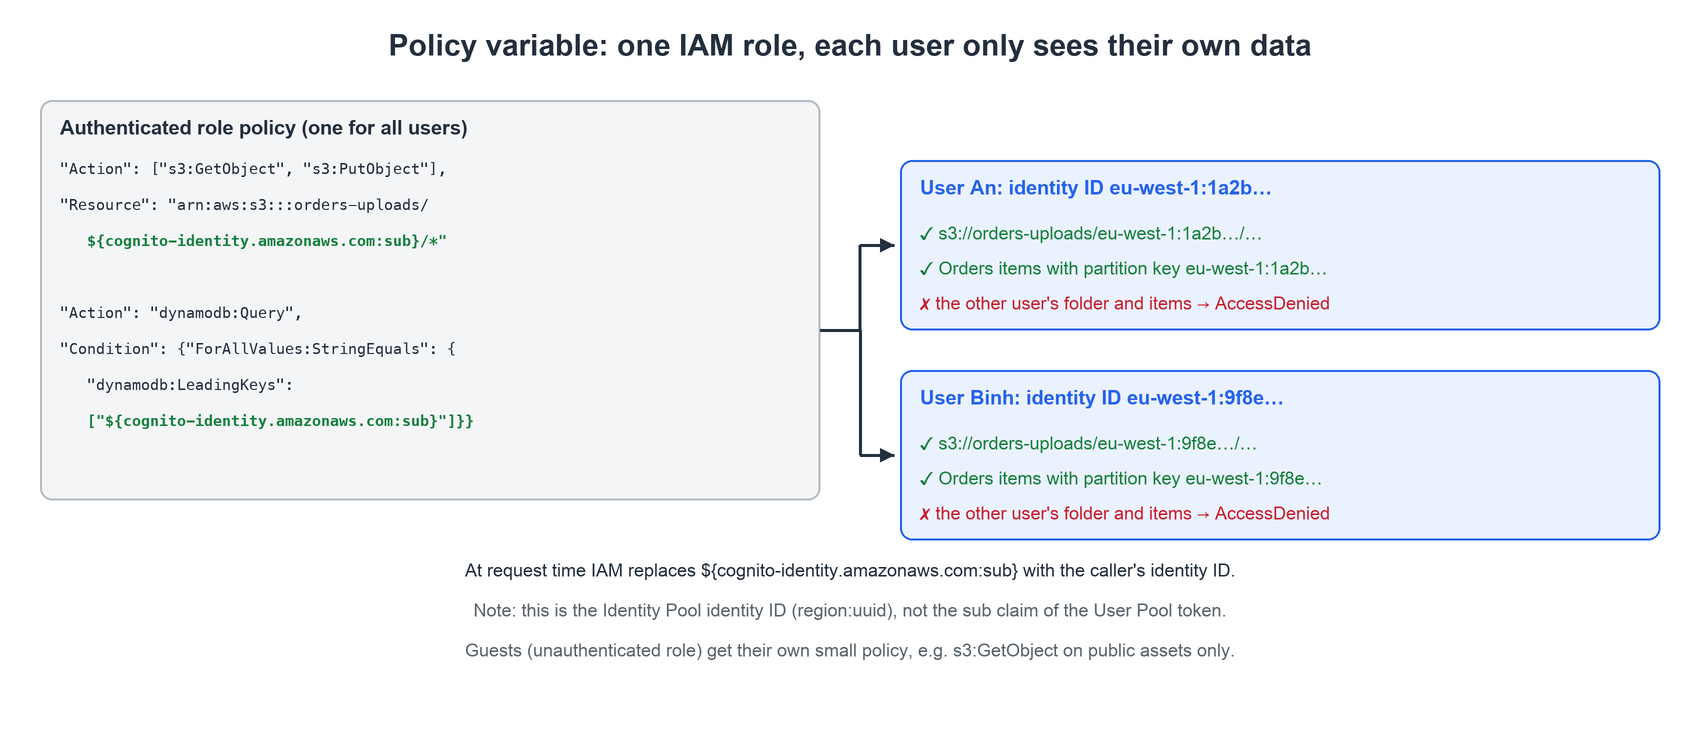 Policy variable: one IAM role, each user only sees their own data
Authenticated role policy (one for all users)
"Action": ["s3:GetObject", "s3:PutObject"],
"Resource": "arn:aws:s3:::orders-uploads/
${cognito-identity.amazonaws.com:sub}/*"
"Action": "dynamodb:Query",
"Condition": {"ForAllValues:StringEquals": {
"dynamodb:LeadingKeys":
["${cognito-identity.amazonaws.com:sub}"]}}
User An: identity ID eu-west-1:1a2b…
✓ s3://orders-uploads/eu-west-1:1a2b…/…
✓ Orders items with partition key eu-west-1:1a2b…
✗ the other user's folder and items → AccessDenied
User Binh: identity ID eu-west-1:9f8e…
✓ s3://orders-uploads/eu-west-1:9f8e…/…
✓ Orders items with partition key eu-west-1:9f8e…
✗ the other user's folder and items → AccessDenied
At request time IAM replaces ${cognito-identity.amazonaws.com:sub} with the caller's identity ID.
Note: this is the Identity Pool identity ID (region:uuid), not the sub claim of the User Pool token.
Guests (unauthenticated role) get their own small policy, e.g. s3:GetObject on public assets only.